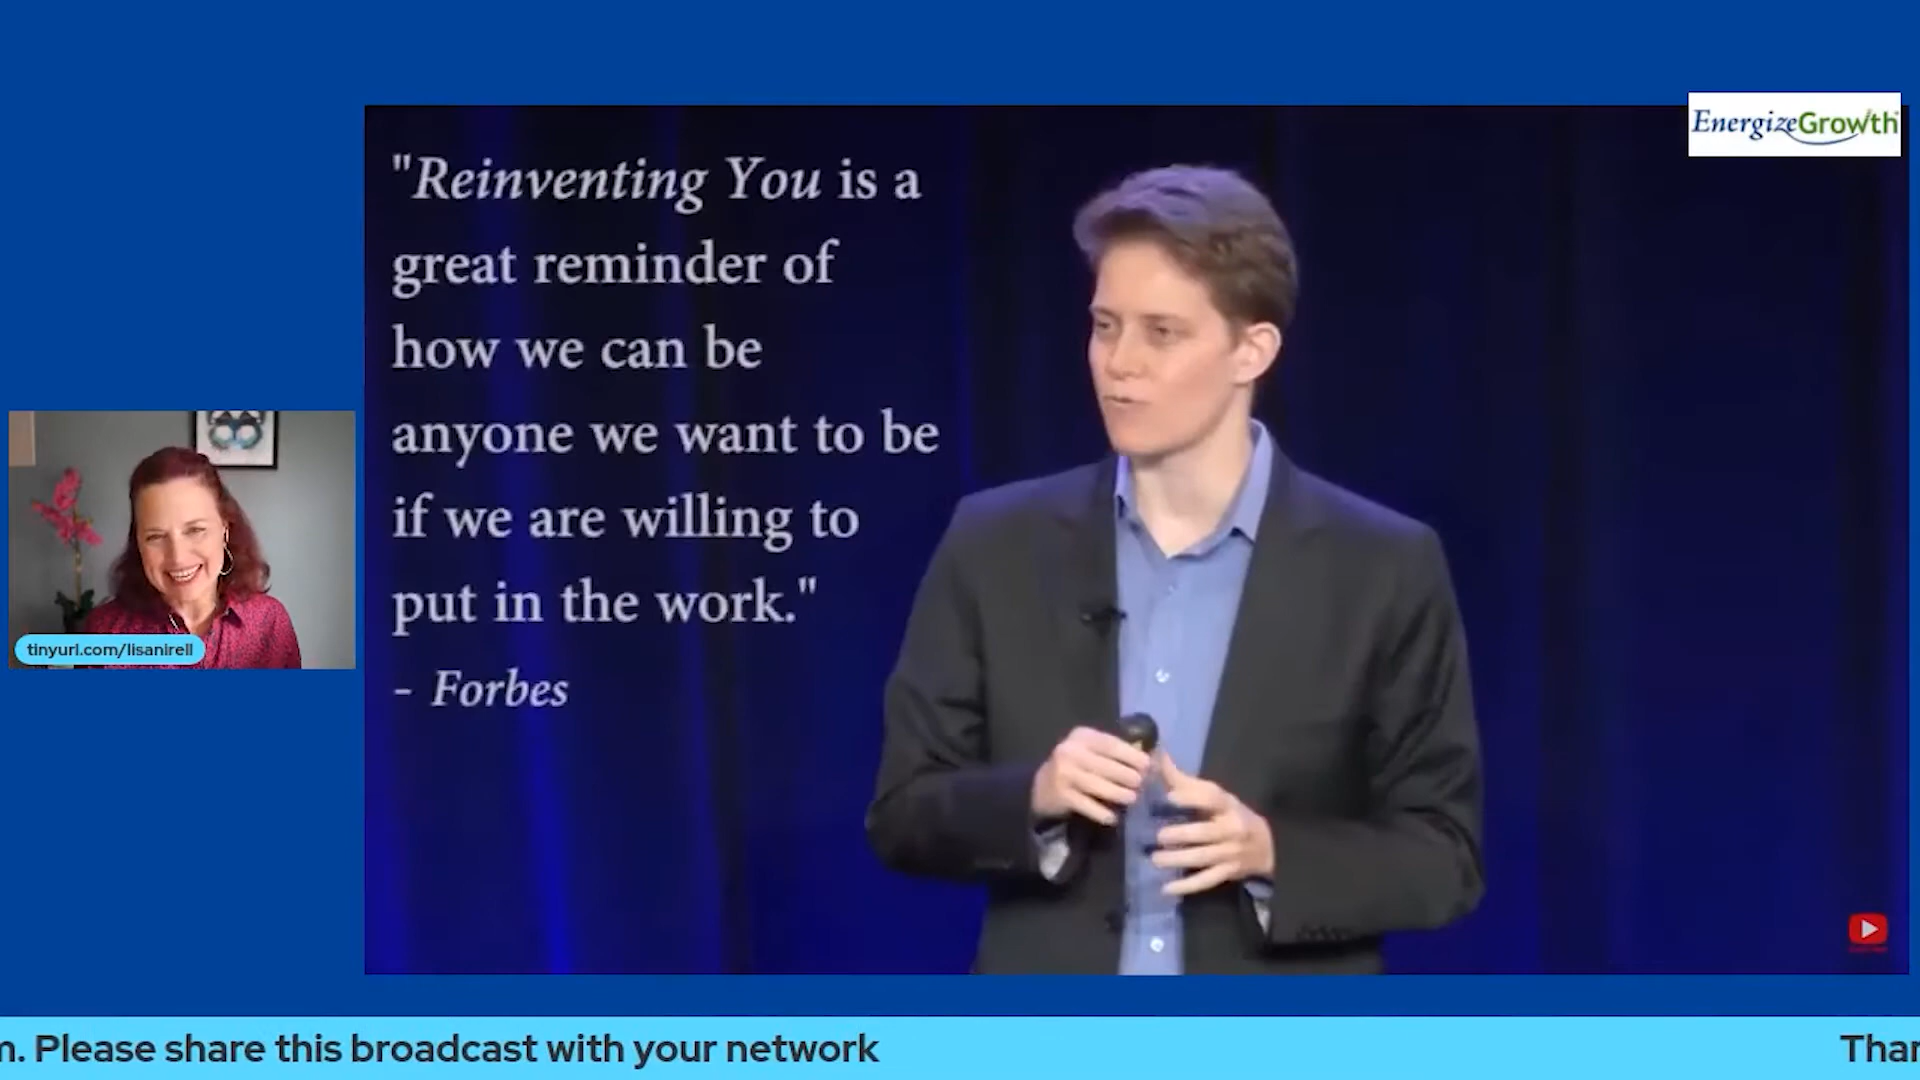 EnergizeGrowth
"Reinventing You is a
great reminder of
how we can be
anyone we want to be
if we are willing to
put in the work."
- Forbes
tinyurl.com/lisanirell
. Please share this broadcast with your network